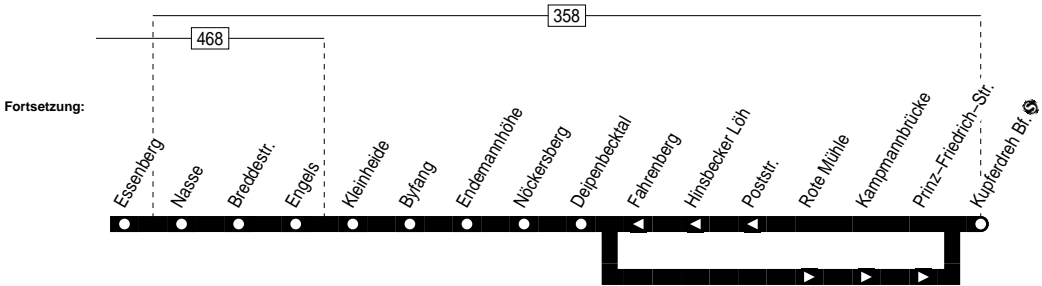 358
468
Fortsetzung:
Essenberg
Nasse
Breddestr.
Engels
Kleinheide
Byfang
Endemannhöhe
Nöckersberg
Deipenbecktal
Fahrenberg
Hinsbecker Löh
Poststr.
Rote Mühle
Kampmannbrücke
Prinz-Friedrich-Str.
Kupferdreh Bf. S